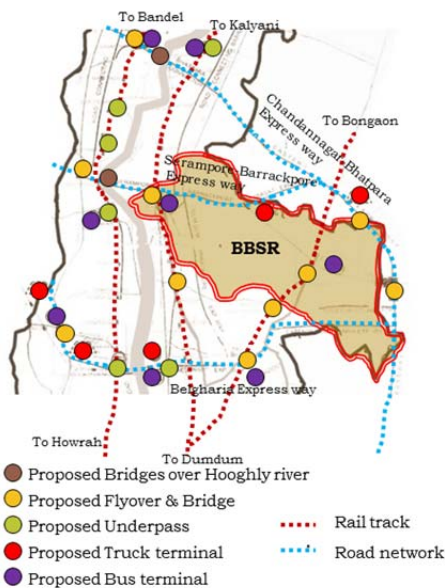 To Bandel
To Kalyani
To Bongaon
Chandannagar-Bhatpara
Express way
Serampore-Barrackpore
Express way
BBSR
Belgharia Express way
To Howrah
To Dumdum
Proposed Bridges over Hooghly river
Proposed Flyover & Bridge
Proposed Underpass
Proposed Truck terminal
Proposed Bus terminal
Rail track
Road network